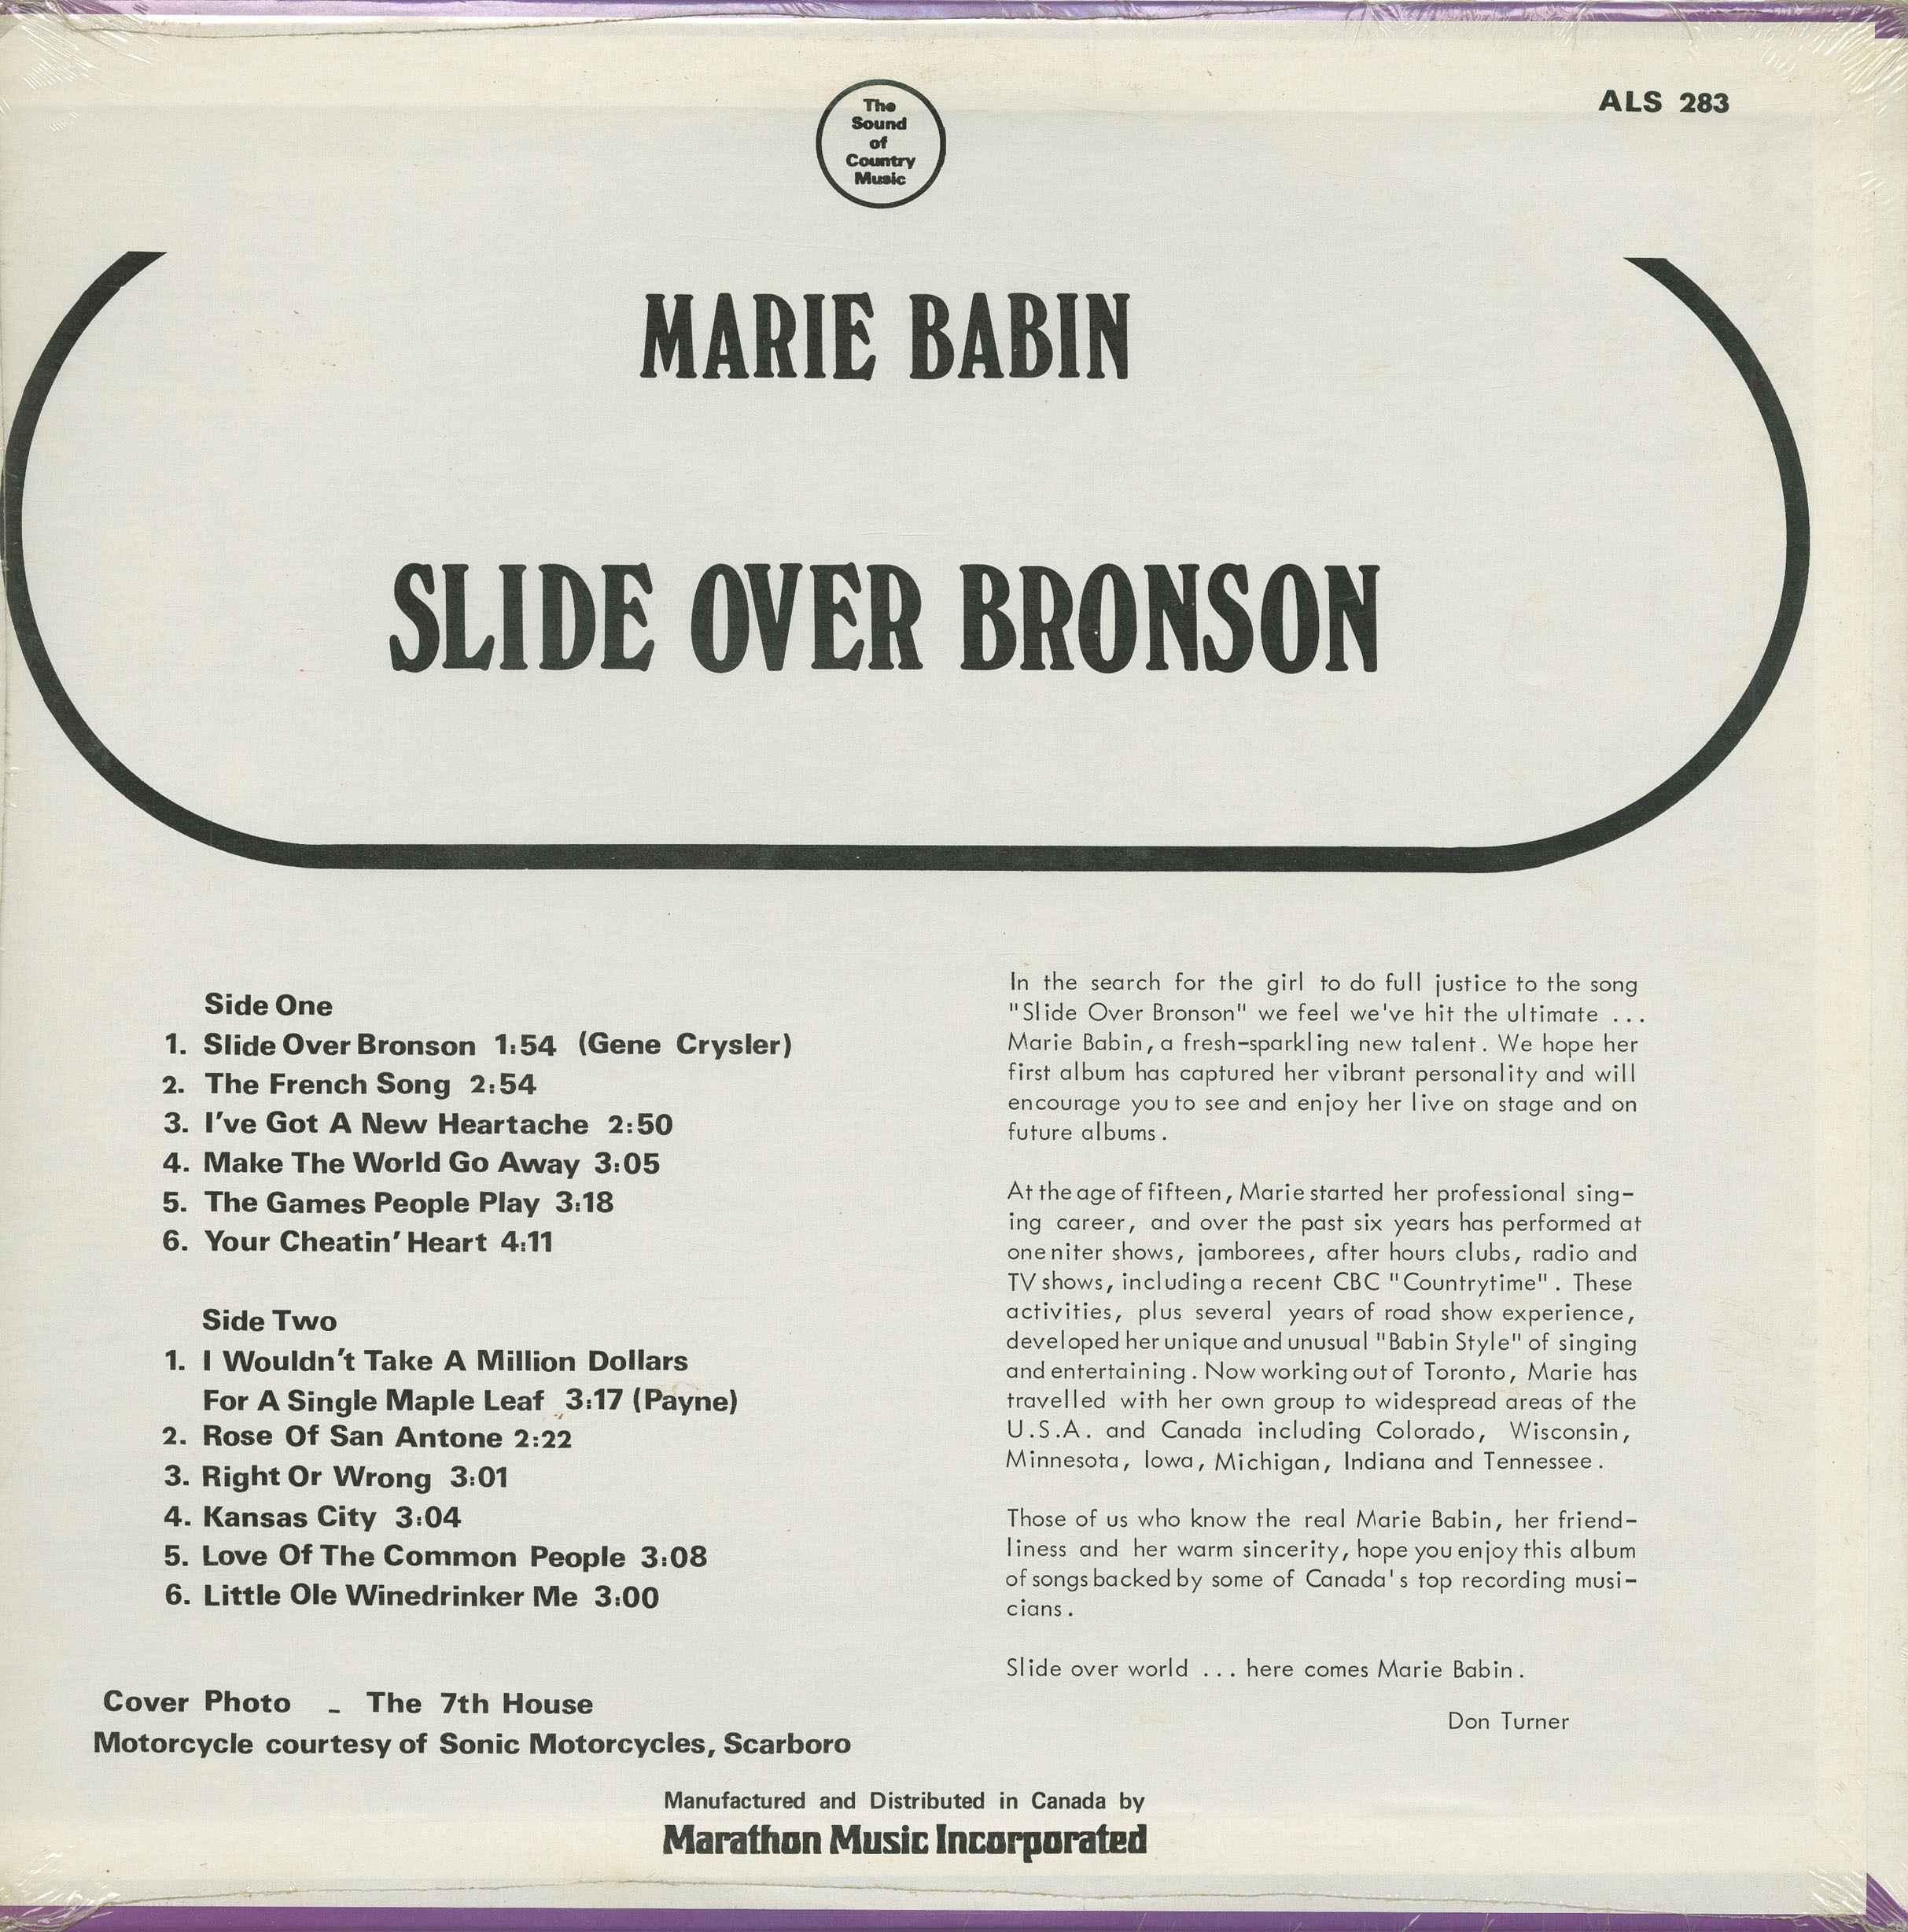 The
Sound
of
Country
Music
ALS 283
MARIE BABIN
SLIDE OVER BRONSON
Side One
1. Slide Over Bronson 1:54 (Gene Crysler)
2. The French Song 2:54
3. I've Got A New Heartache 2:50
4. Make The World Go Away 3:05
5. The Games People Play 3:18
6. Your Cheatin' Heart 4:11
Side Two
1. I Wouldn't Take A Million Dollars
For A Single Maple Leaf 3:17 (Payne)
2. Rose Of San Antone 2:22
3. Right Or Wrong 3:01
4. Kansas City 3:04
5. Love Of The Common People 3:08
6. Little Ole Winedrinker Me 3:00
Cover Photo - The 7th House
Motorcycle courtesy of Sonic Motorcycles, Scarboro
In the search for the girl to do full justice to the song
"Slide Over Bronson" we feel we've hit the ultimate ...
Marie Babin, a fresh-sparkling new talent. We hope her
first album has captured her vibrant personality and will
encourage you to see and enjoy her live on stage and on
future albums.
At the age of fifteen, Marie started her professional sing-
ing career, and over the past six years has performed at
one niter shows, jamborees, after hours clubs, radio and
TV shows, including a recent CBC "Countrytime". These
activities, plus several years of road show experience,
developed her unique and unusual "Babin Style" of singing
and entertaining. Now working out of Toronto, Marie has
travelled with her own group to widespread areas of the
U.S.A. and Canada including Colorado, Wisconsin,
Minnesota, Iowa, Michigan, Indiana and Tennessee.
Those of us who know the real Marie Babin, her friend-
liness and her warm sincerity, hope you enjoy this album
of songs backed by some of Canada's top recording musi-
cians.
Slide over world ... here comes Marie Babin.
Don Turner
Manufactured and Distributed in Canada by
Marathon Music Incorporated